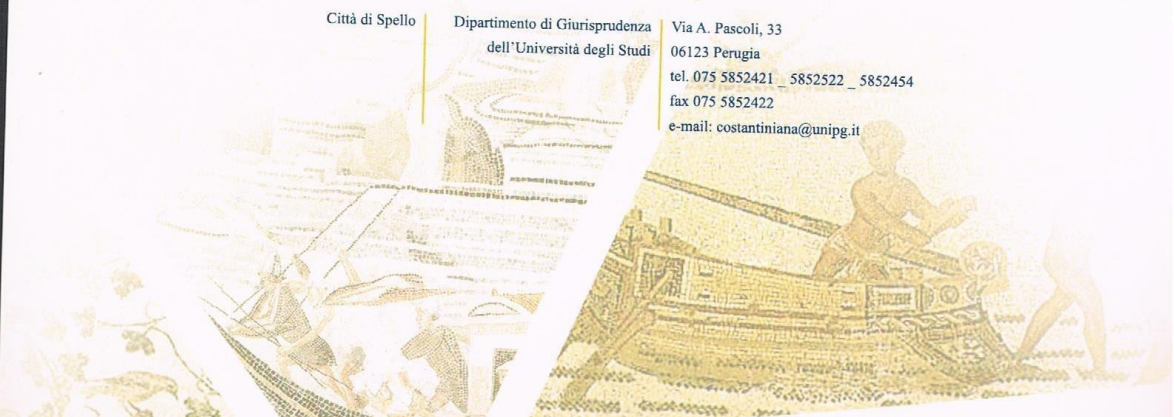 Città di Spello
Dipartimento di Giurisprudenza
dell'Università degli Studi
Via A. Pascoli, 33
06123 Perugia
tel. 075 5852421 _ 5852522 _ 5852454
fax 075 5852422
e-mail: costantiniana@unipg.it